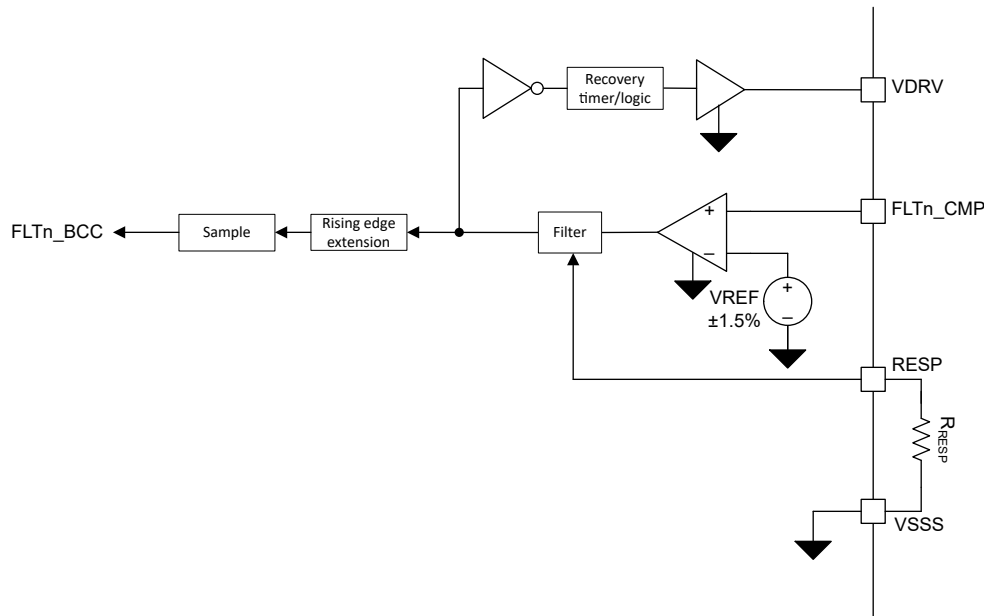 Recovery
timer/logic
VDRV
FLTn_CMP
+
−
FLTn_BCC
Sample
Rising edge
extension
Filter
VREF
±1.5%
+
−
RESP
RRESP
VSSS